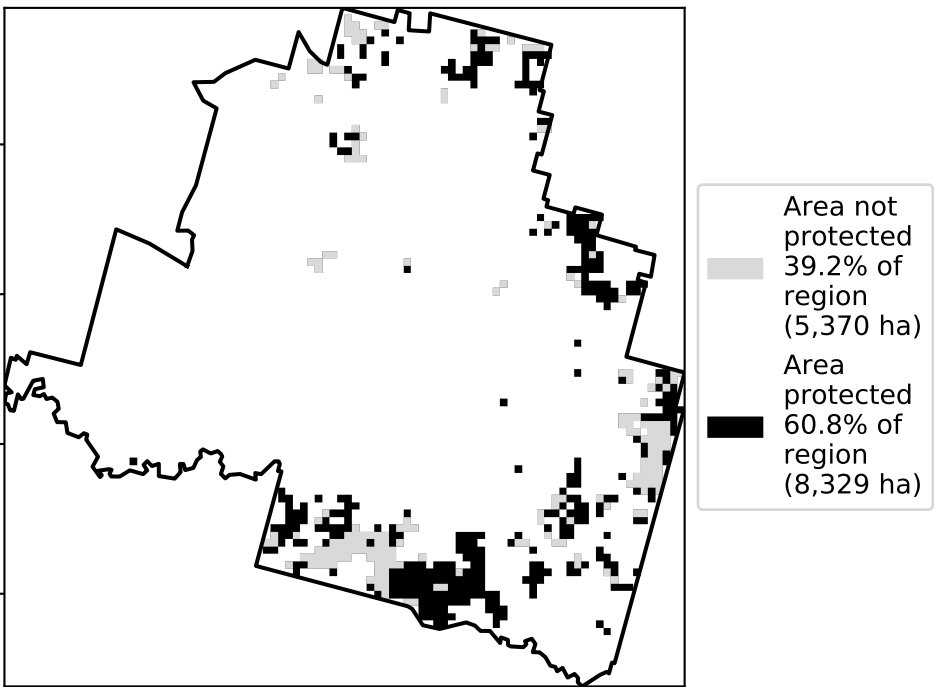 Area not
protected
39.2% of
region
(5,370 ha)
Area
protected
60.8% of
region
(8,329 ha)